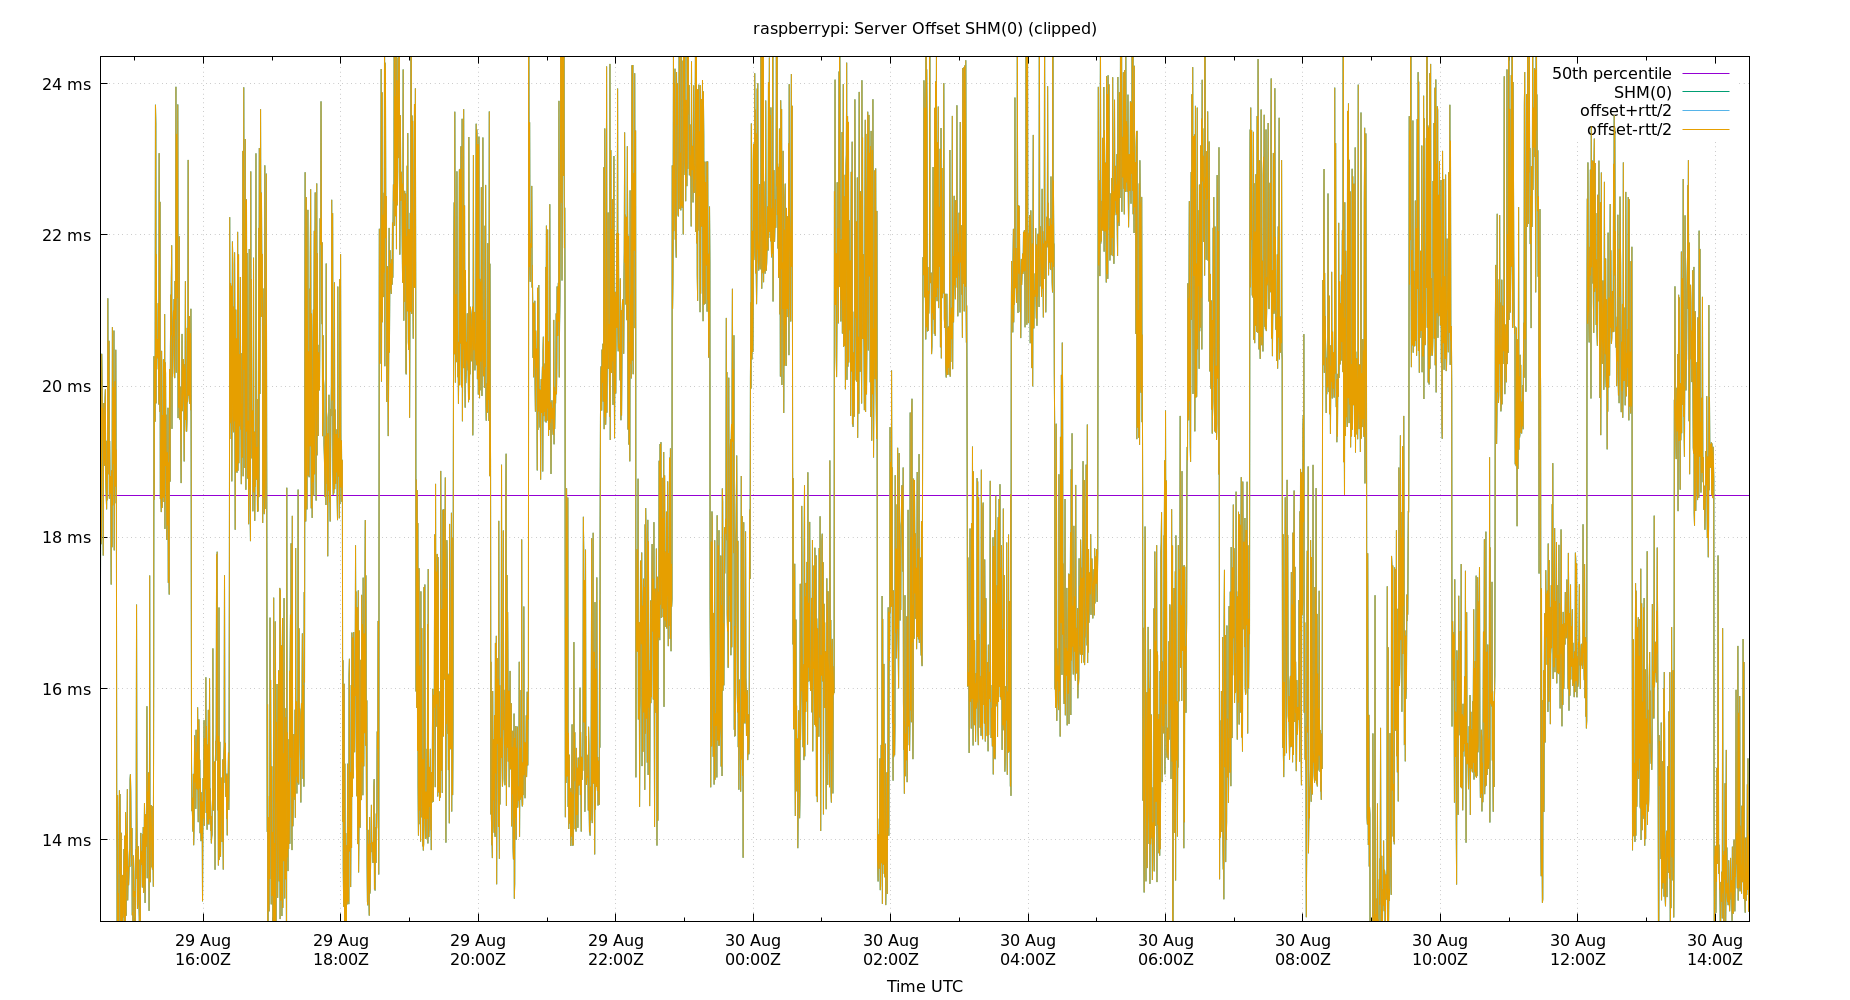 raspberrypi: Server Offset SHM(0) (clipped)
50th percentile
SHM(0)
offset+rtt/2
offset-rtt/2
24 ms
22 ms
20 ms
18 ms
16 ms
14 ms
29 Aug 29 Aug 29 Aug 29 Aug 30 Aug 30 Aug 30 Aug 30 Aug 30 Aug 30 Aug 30 Aug 30 Aug
16:00Z 18:00Z 20:00Z 22:00Z 00:00Z 02:00Z 04:00Z 06:00Z 08:00Z 10:00Z 12:00Z 14:00Z
Time UTC